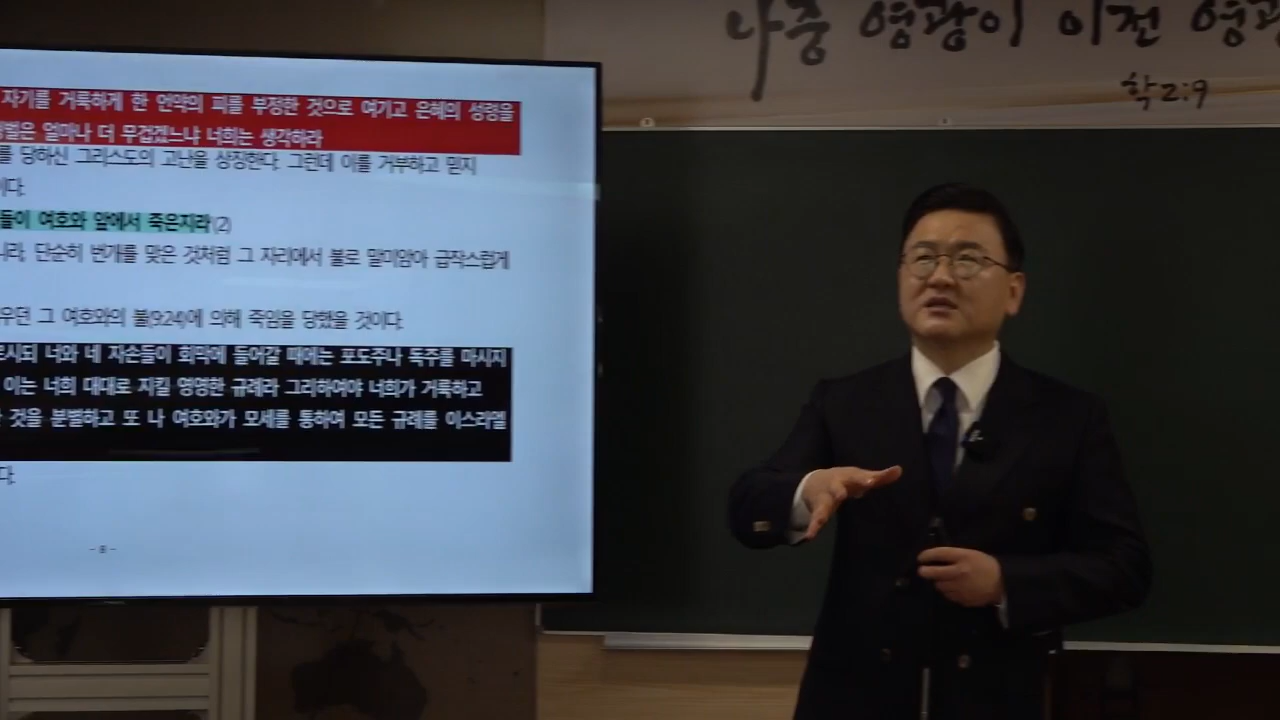 나중 영광이 이전 영광
학2:9
자기를 거룩하게 한 언약의 피를 부정한 것으로 여기고 은혜의 성령을
형벌은 얼마나 더 무겁겠느냐 너희는 생각하라
를 당하신 그리스도의 고난을 상징한다. 그런데 이를 거부하고 믿지
이다.
들이 여호와 앞에서 죽은지라(2)
니라, 단순히 번개를 맞은 것처럼 그 자리에서 불로 말미암아 급작스럽게
우던 그 여호와의 불(9:24)에 의해 죽임을 당했을 것이다.
르시되 너와 네 자손들이 회막에 들어갈 때에는 포도주나 독주를 마시지
이는 너희 대대로 지킬 영영한 규례라 그리하여야 너희가 거룩하고
것을 분별하고 또 나 여호와가 모세를 통하여 모든 규례를 이스라엘
다.
- 8 -